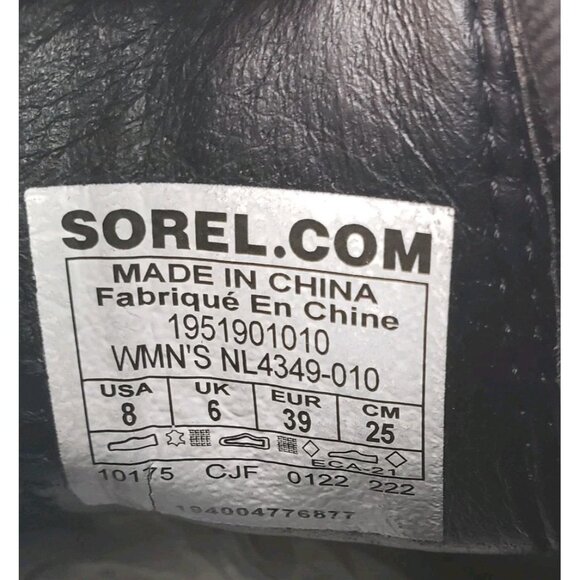 SOREL.COM
MADE IN CHINA
Fabriqué En Chine
1951901010
WMN'S NL4349-010
USA UK EUR CM
8 6 39 25
ECA-21
10175 CJF 0122 222
194004776877